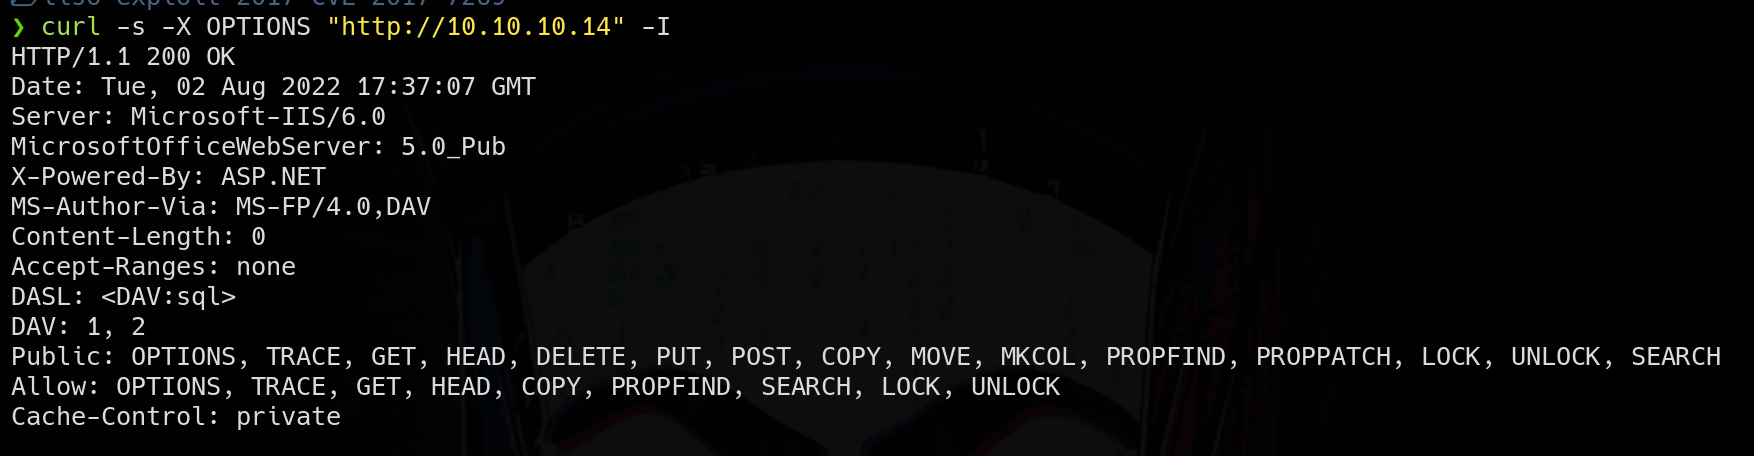 ❯ curl -s -X OPTIONS "http://10.10.10.14" -I
HTTP/1.1 200 OK
Date: Tue, 02 Aug 2022 17:37:07 GMT
Server: Microsoft-IIS/6.0
MicrosoftOfficeWebServer: 5.0_Pub
X-Powered-By: ASP.NET
MS-Author-Via: MS-FP/4.0,DAV
Content-Length: 0
Accept-Ranges: none
DASL: <DAV:sql>
DAV: 1, 2
Public: OPTIONS, TRACE, GET, HEAD, DELETE, PUT, POST, COPY, MOVE, MKCOL, PROPFIND, PROPPATCH, LOCK, UNLOCK, SEARCH
Allow: OPTIONS, TRACE, GET, HEAD, COPY, PROPFIND, SEARCH, LOCK, UNLOCK
Cache-Control: private